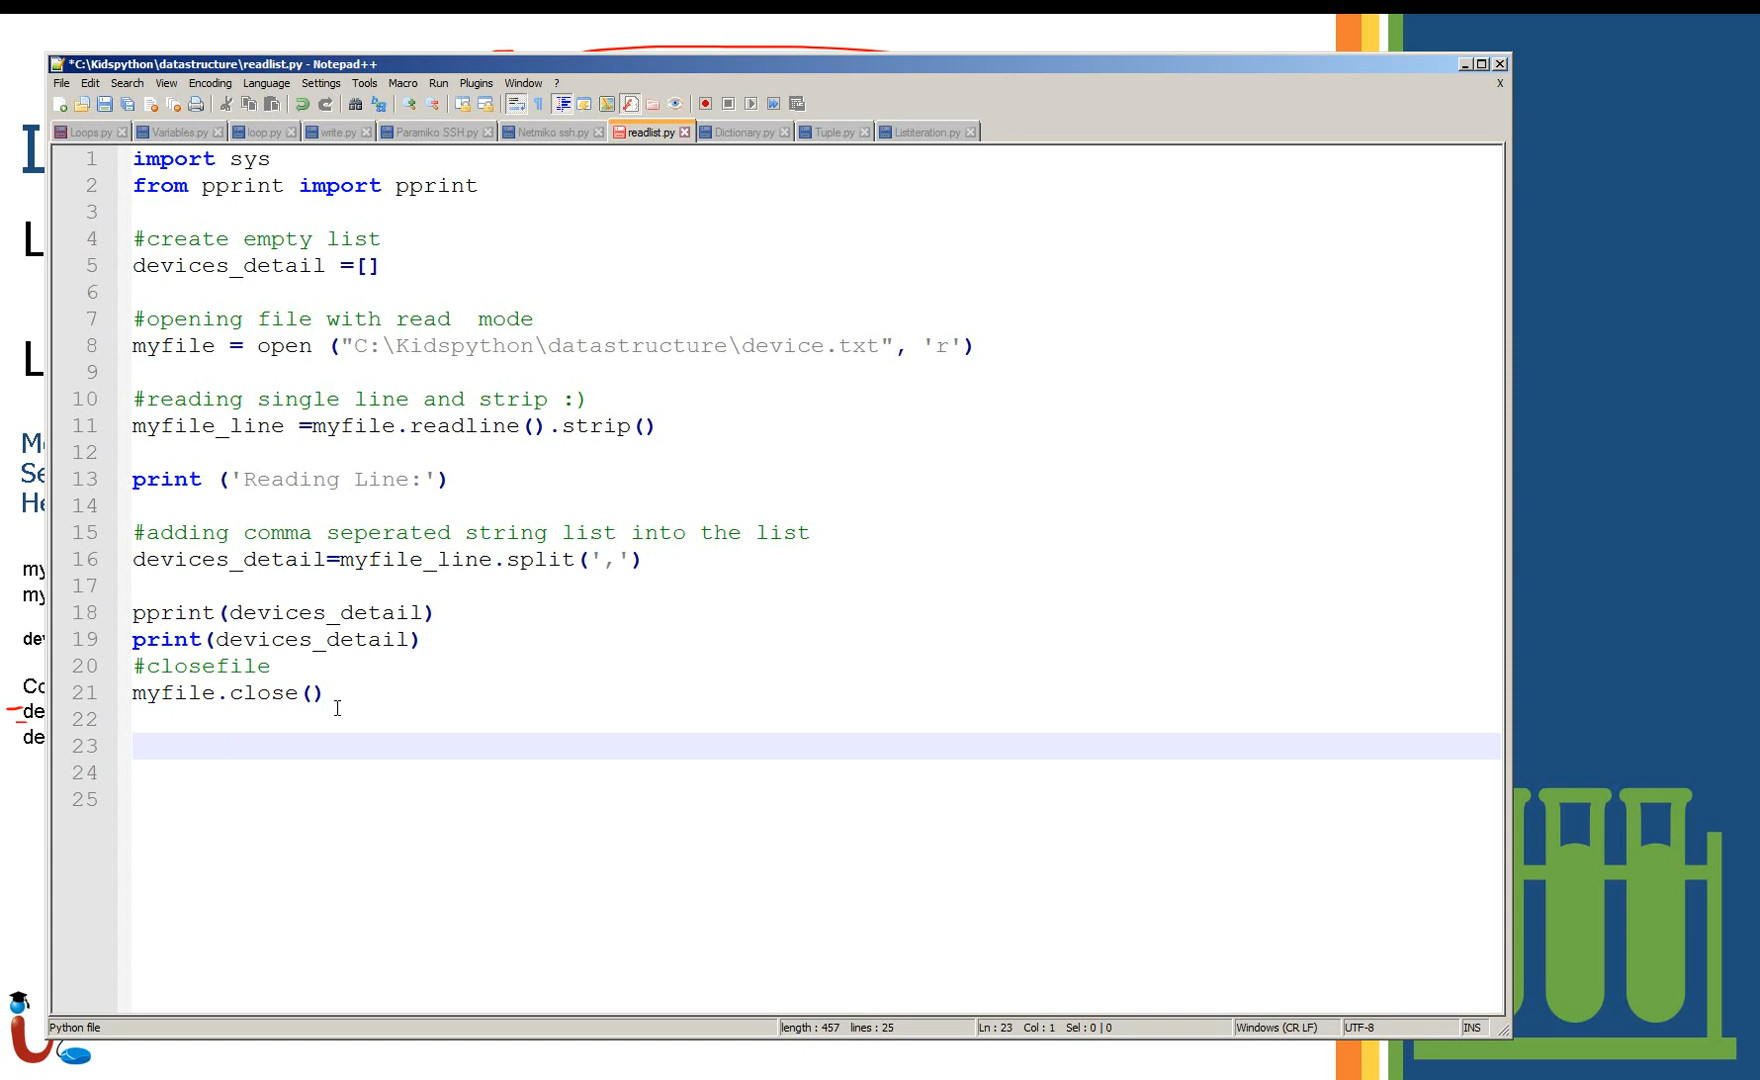 *C:\Kidspython\datastructure\readlist.py - Notepad++
File Edit Search View Encoding Language Settings Tools Macro Run Plugins Window ? X
Loops.py Variables.py loop.py write.py Paramiko SSH.py Netmiko ssh.py readlist.py Dictionary.py Tuple.py Listiteration.py
1 import sys
2 from pprint import pprint
3
4 #create empty list
5 devices_detail =[]
6
7 #opening file with read  mode
8 myfile = open ("C:\Kidspython\datastructure\device.txt", 'r')
9
10 #reading single line and strip :)
11 myfile_line =myfile.readline().strip()
12
13 print ('Reading Line:')
14
15 #adding comma seperated string list into the list
16 devices_detail=myfile_line.split(',')
17
18 pprint(devices_detail)
19 print(devices_detail)
20 #closefile
21 myfile.close()
22
23
24
25
Python file length : 457 lines : 25 Ln : 23 Col : 1 Sel : 0 | 0 Windows (CR LF) UTF-8 INS